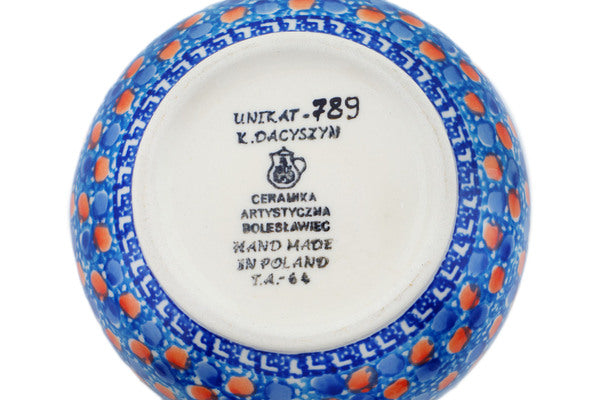 UNIKAT-789
K.DACYSZYN
CERAMIKA
ARTYSTYCZNA
BOLESŁAWIEC
HAND MADE
IN POLAND
T.A.-64